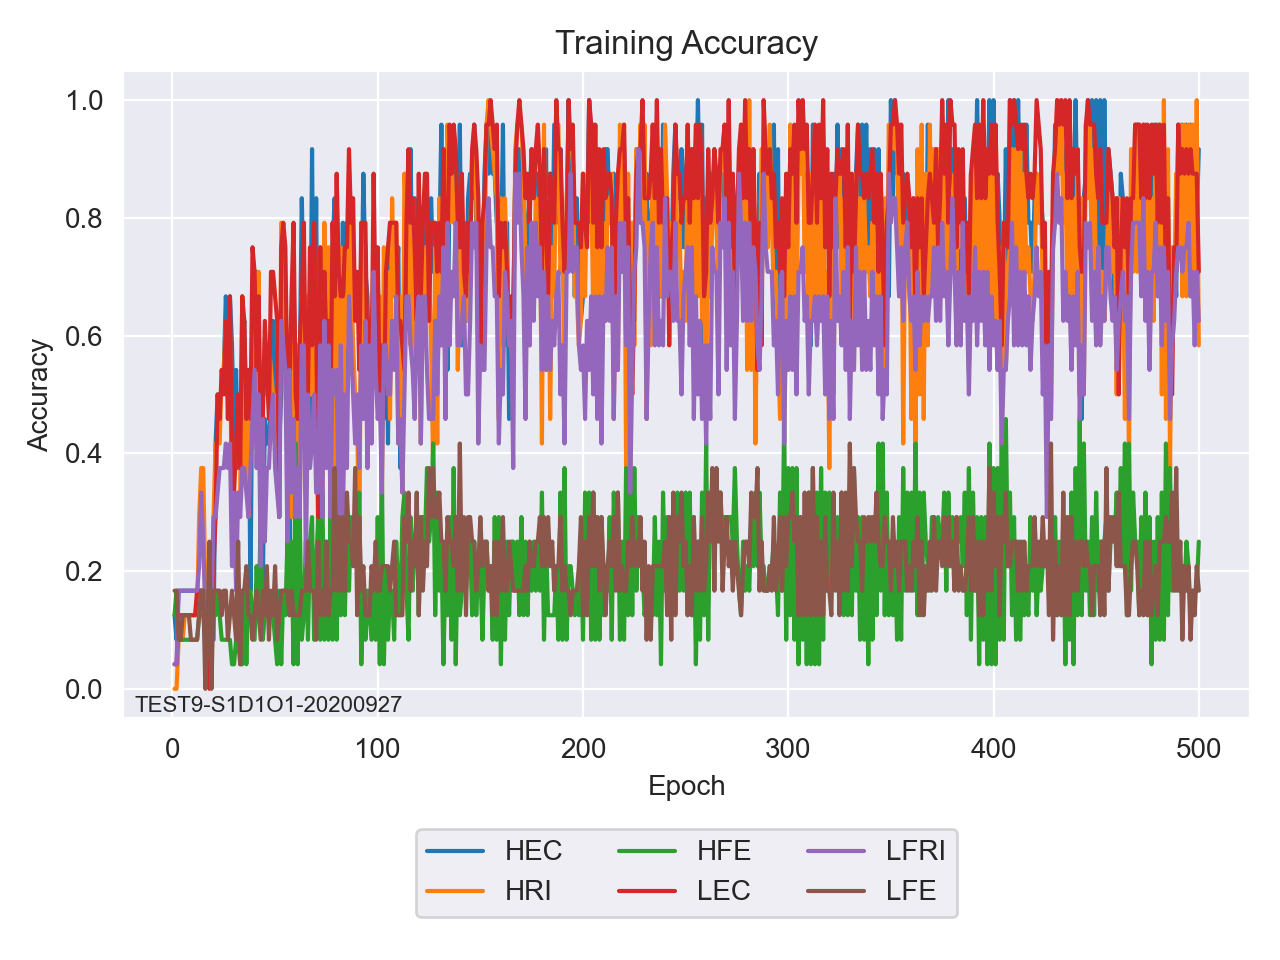 Training Accuracy
Accuracy
1.0
0.8
0.6
0.4
0.2
0.0
TEST9-S1D1O1-20200927
0 100 200 300 400 500
Epoch
HEC HFE LFRI
HRI LEC LFE